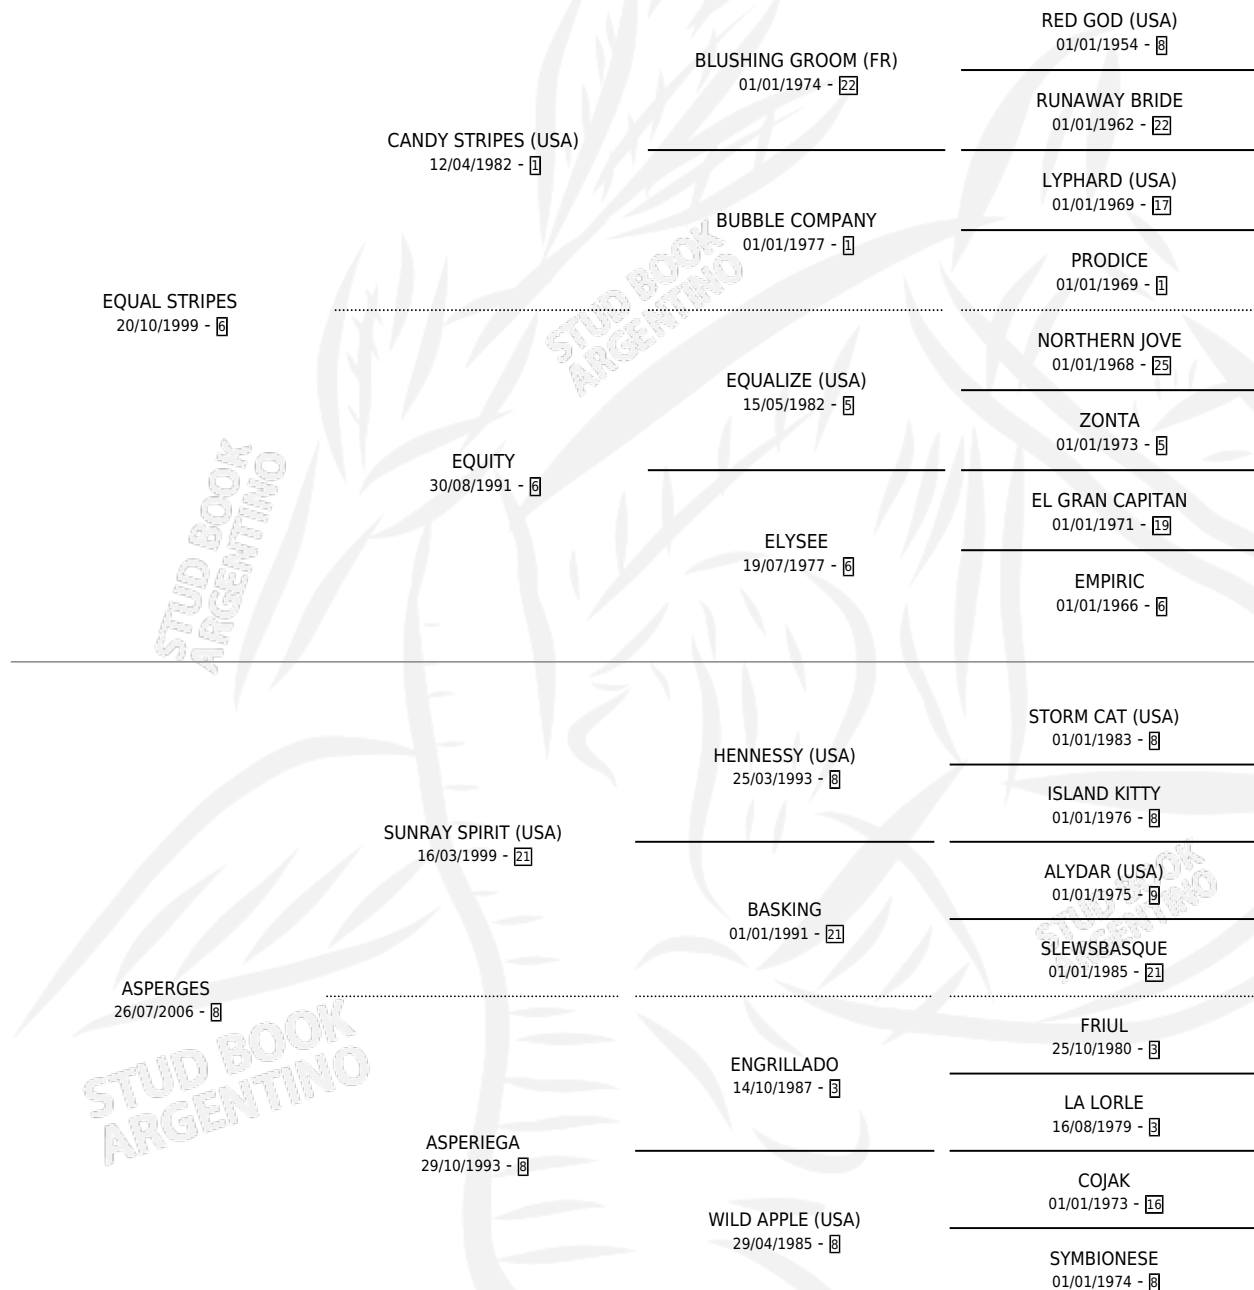 RED GOD (USA)
01/01/1954 - 8
BLUSHING GROOM (FR)
01/01/1974 - 22
RUNAWAY BRIDE
01/01/1962 - 22
CANDY STRIPES (USA)
12/04/1982 - 1
LYPHARD (USA)
01/01/1969 - 17
BUBBLE COMPANY
01/01/1977 - 1
PRODICE
01/01/1969 - 1
EQUAL STRIPES
20/10/1999 - 6
STUD BOOK
ARGENTINO
NORTHERN JOVE
01/01/1968 - 25
EQUALIZE (USA)
15/05/1982 - 5
ZONTA
01/01/1973 - 5
EQUITY
30/08/1991 - 6
EL GRAN CAPITAN
01/01/1971 - 19
ELYSEE
19/07/1977 - 6
EMPIRIC
01/01/1966 - 6
STUD BOOK
ARGENTINO
STORM CAT (USA)
01/01/1983 - 8
HENNESSY (USA)
25/03/1993 - 8
ISLAND KITTY
01/01/1976 - 8
SUNRAY SPIRIT (USA)
16/03/1999 - 21
ALYDAR (USA)
01/01/1975 - 9
BASKING
01/01/1991 - 21
STUD BOOK
ARGENTINO
SLEWSBASQUE
01/01/1985 - 21
ASPERGES
26/07/2006 - 8
FRIUL
25/10/1980 - 3
STUD BOOK
ARGENTINO
ENGRILLADO
14/10/1987 - 3
LA LORLE
16/08/1979 - 3
ASPERIEGA
29/10/1993 - 8
COJAK
01/01/1973 - 16
WILD APPLE (USA)
29/04/1985 - 8
SYMBIONESE
01/01/1974 - 8